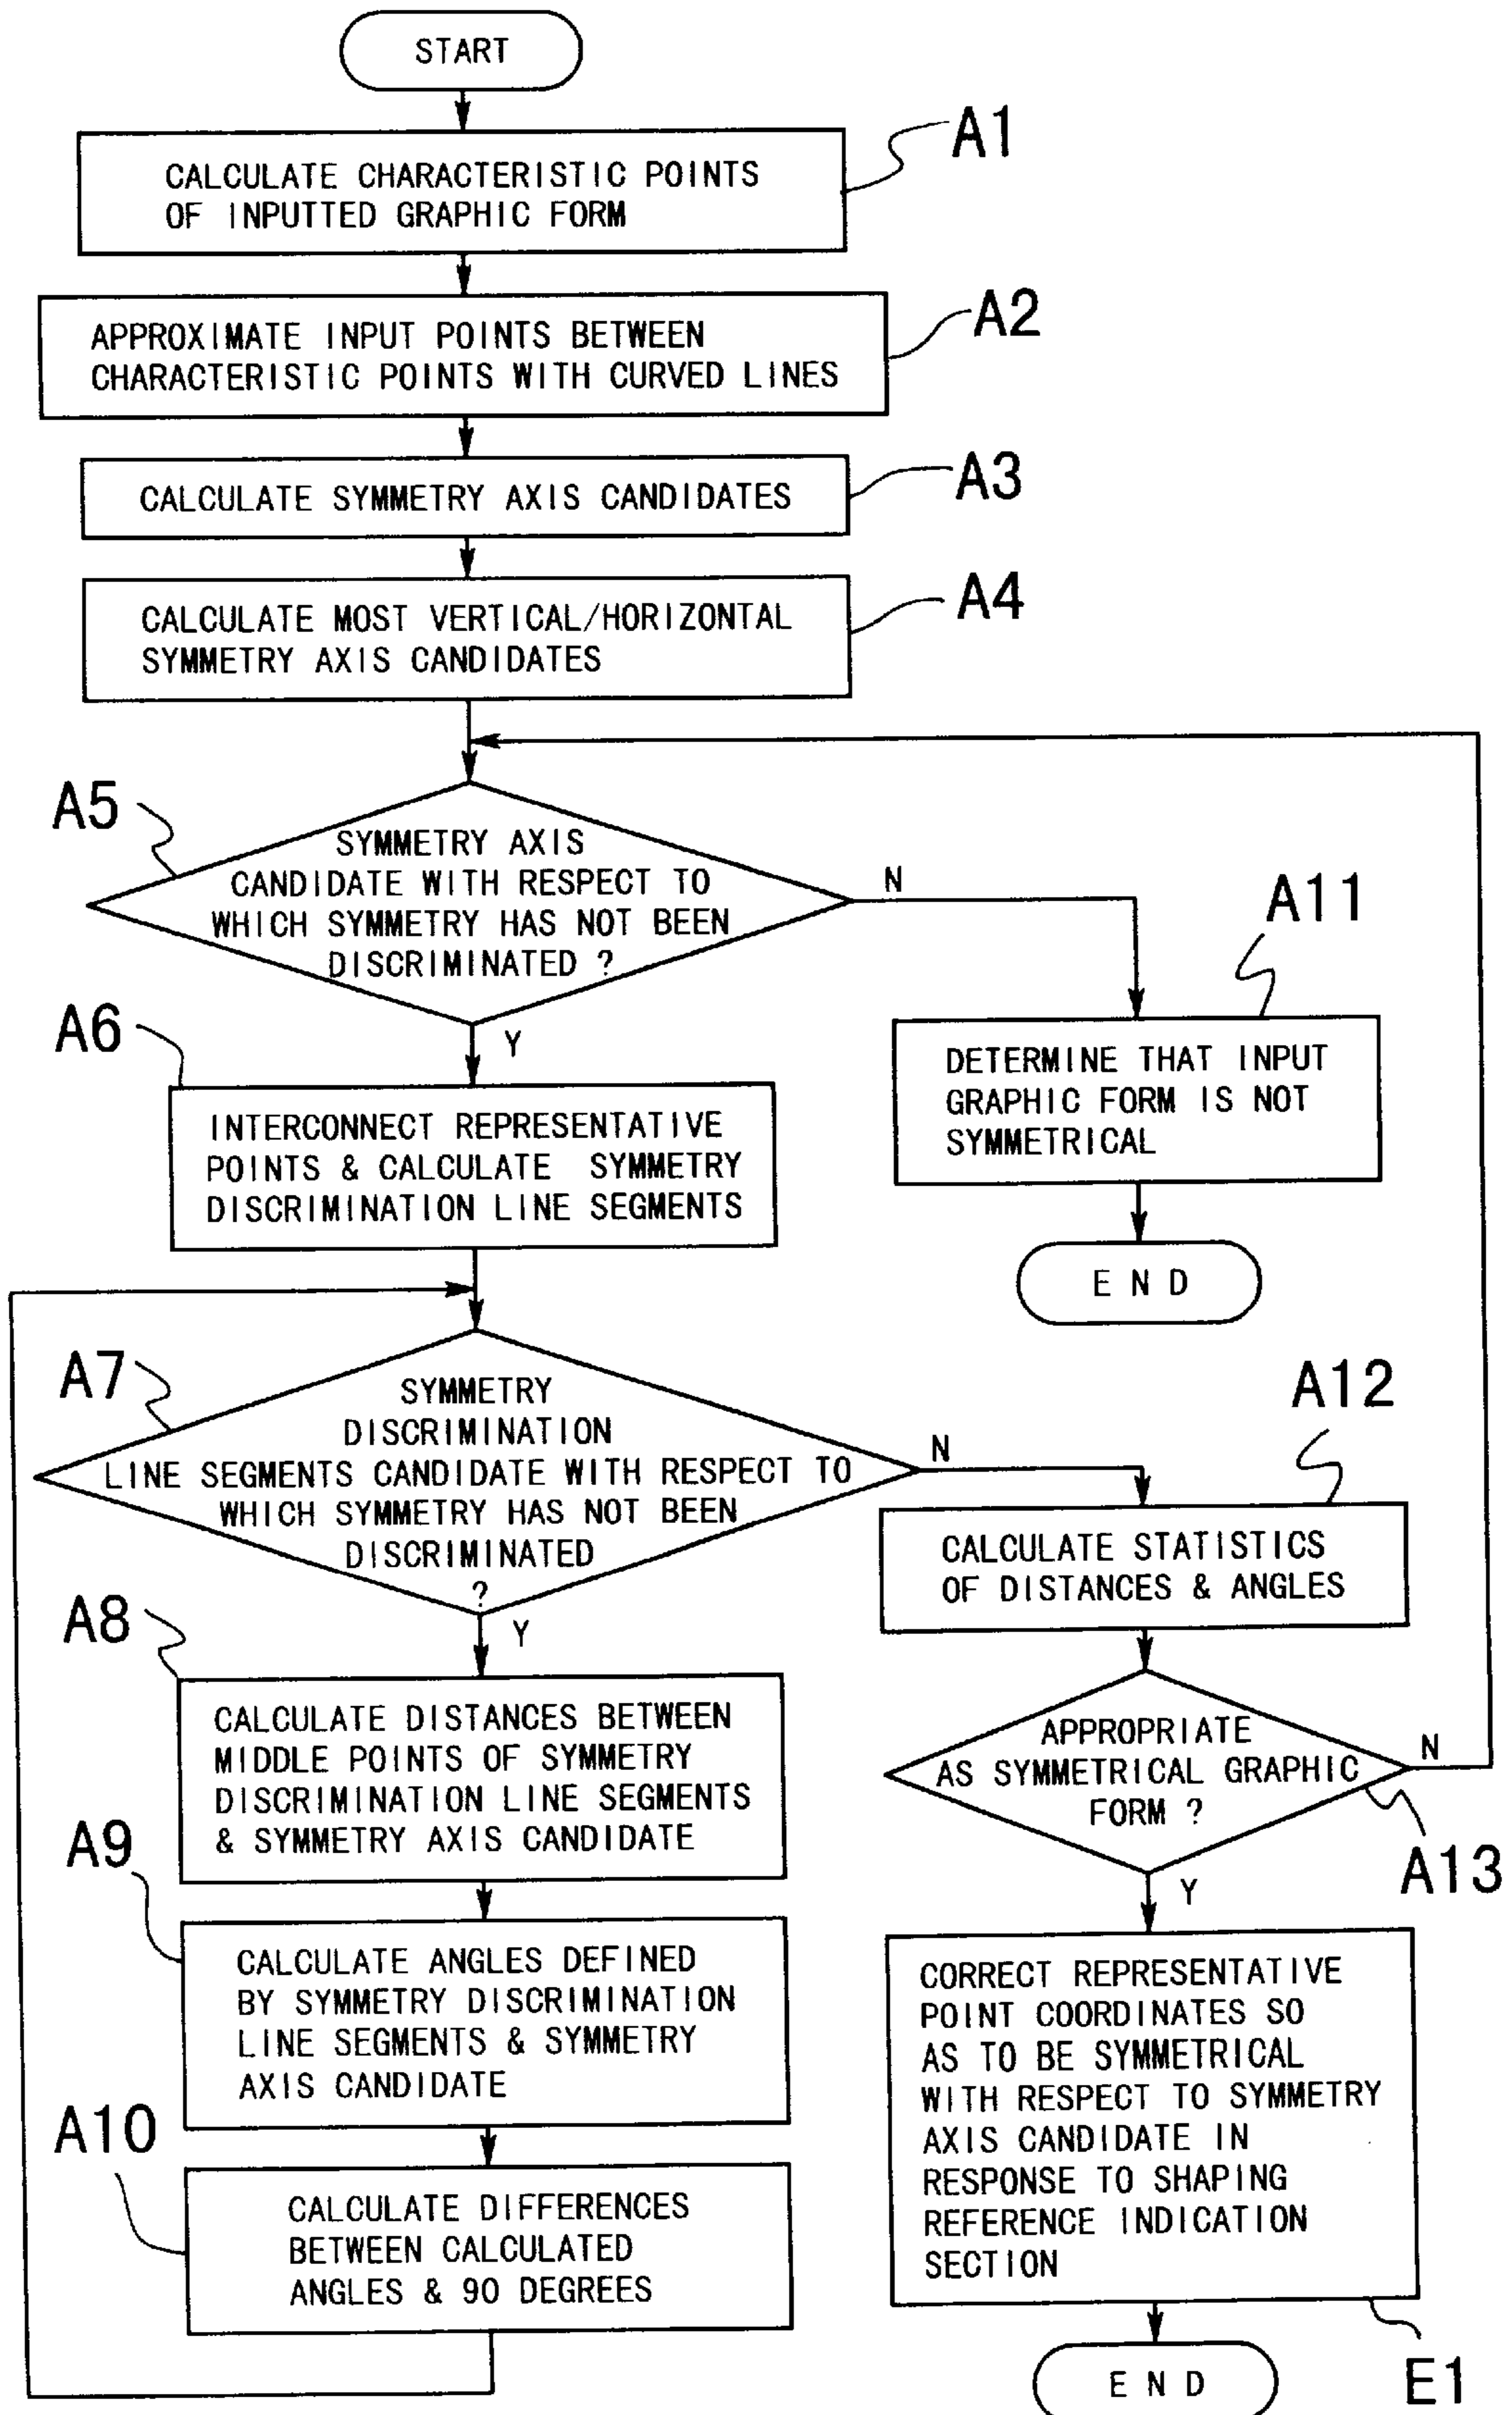 START
A1
CALCULATE CHARACTERISTIC POINTS
OF INPUTTED GRAPHIC FORM
A2
APPROXIMATE INPUT POINTS BETWEEN
CHARACTERISTIC POINTS WITH CURVED LINES
A3
CALCULATE SYMMETRY AXIS CANDIDATES
A4
CALCULATE MOST VERTICAL/HORIZONTAL
SYMMETRY AXIS CANDIDATES
A5
SYMMETRY AXIS
CANDIDATE WITH RESPECT TO
WHICH SYMMETRY HAS NOT BEEN
DISCRIMINATED ?
N
Y
A11
DETERMINE THAT INPUT
GRAPHIC FORM IS NOT
SYMMETRICAL
END
A6
INTERCONNECT REPRESENTATIVE
POINTS & CALCULATE SYMMETRY
DISCRIMINATION LINE SEGMENTS
A7
SYMMETRY
DISCRIMINATION
LINE SEGMENTS CANDIDATE WITH RESPECT TO
WHICH SYMMETRY HAS NOT BEEN
DISCRIMINATED
?
N
Y
A12
CALCULATE STATISTICS
OF DISTANCES & ANGLES
A8
CALCULATE DISTANCES BETWEEN
MIDDLE POINTS OF SYMMETRY
DISCRIMINATION LINE SEGMENTS
& SYMMETRY AXIS CANDIDATE
APPROPRIATE
AS SYMMETRICAL GRAPHIC
FORM ?
N
A13
Y
A9
CALCULATE ANGLES DEFINED
BY SYMMETRY DISCRIMINATION
LINE SEGMENTS & SYMMETRY
AXIS CANDIDATE
A10
CALCULATE DIFFERENCES
BETWEEN CALCULATED
ANGLES & 90 DEGREES
CORRECT REPRESENTATIVE
POINT COORDINATES SO
AS TO BE SYMMETRICAL
WITH RESPECT TO SYMMETRY
AXIS CANDIDATE IN
RESPONSE TO SHAPING
REFERENCE INDICATION
SECTION
E1
END